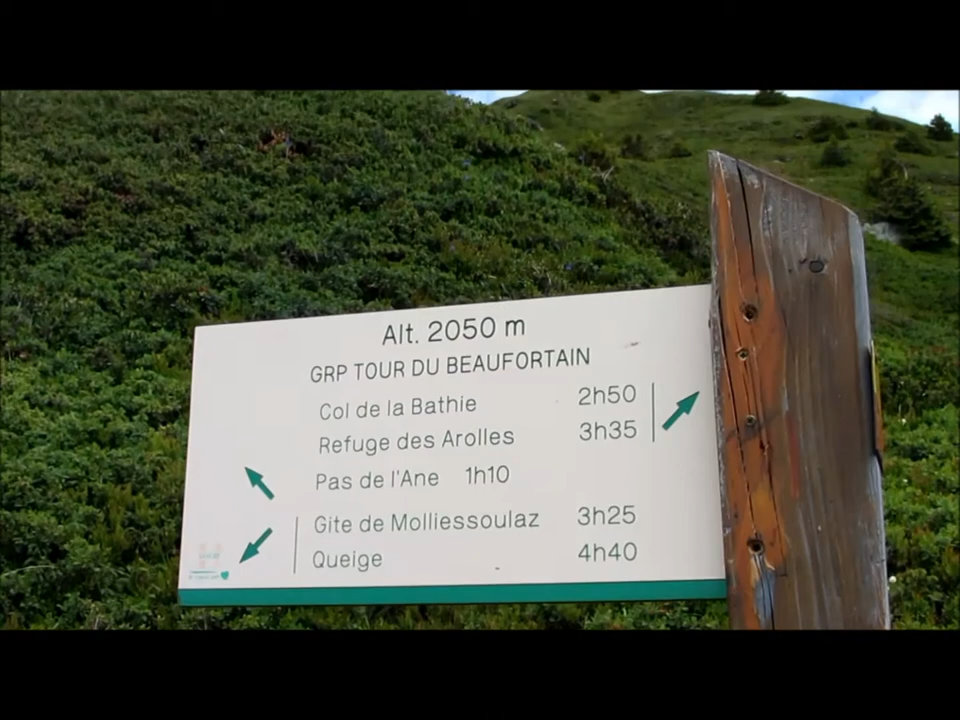 Alt. 2050 m
GRP TOUR DU BEAUFORTAIN
Col de la Bathie 2h50
Refuge des Arolles 3h35
Pas de l'Ane 1h10
Gite de Molliessoulaz 3h25
Queige 4h40